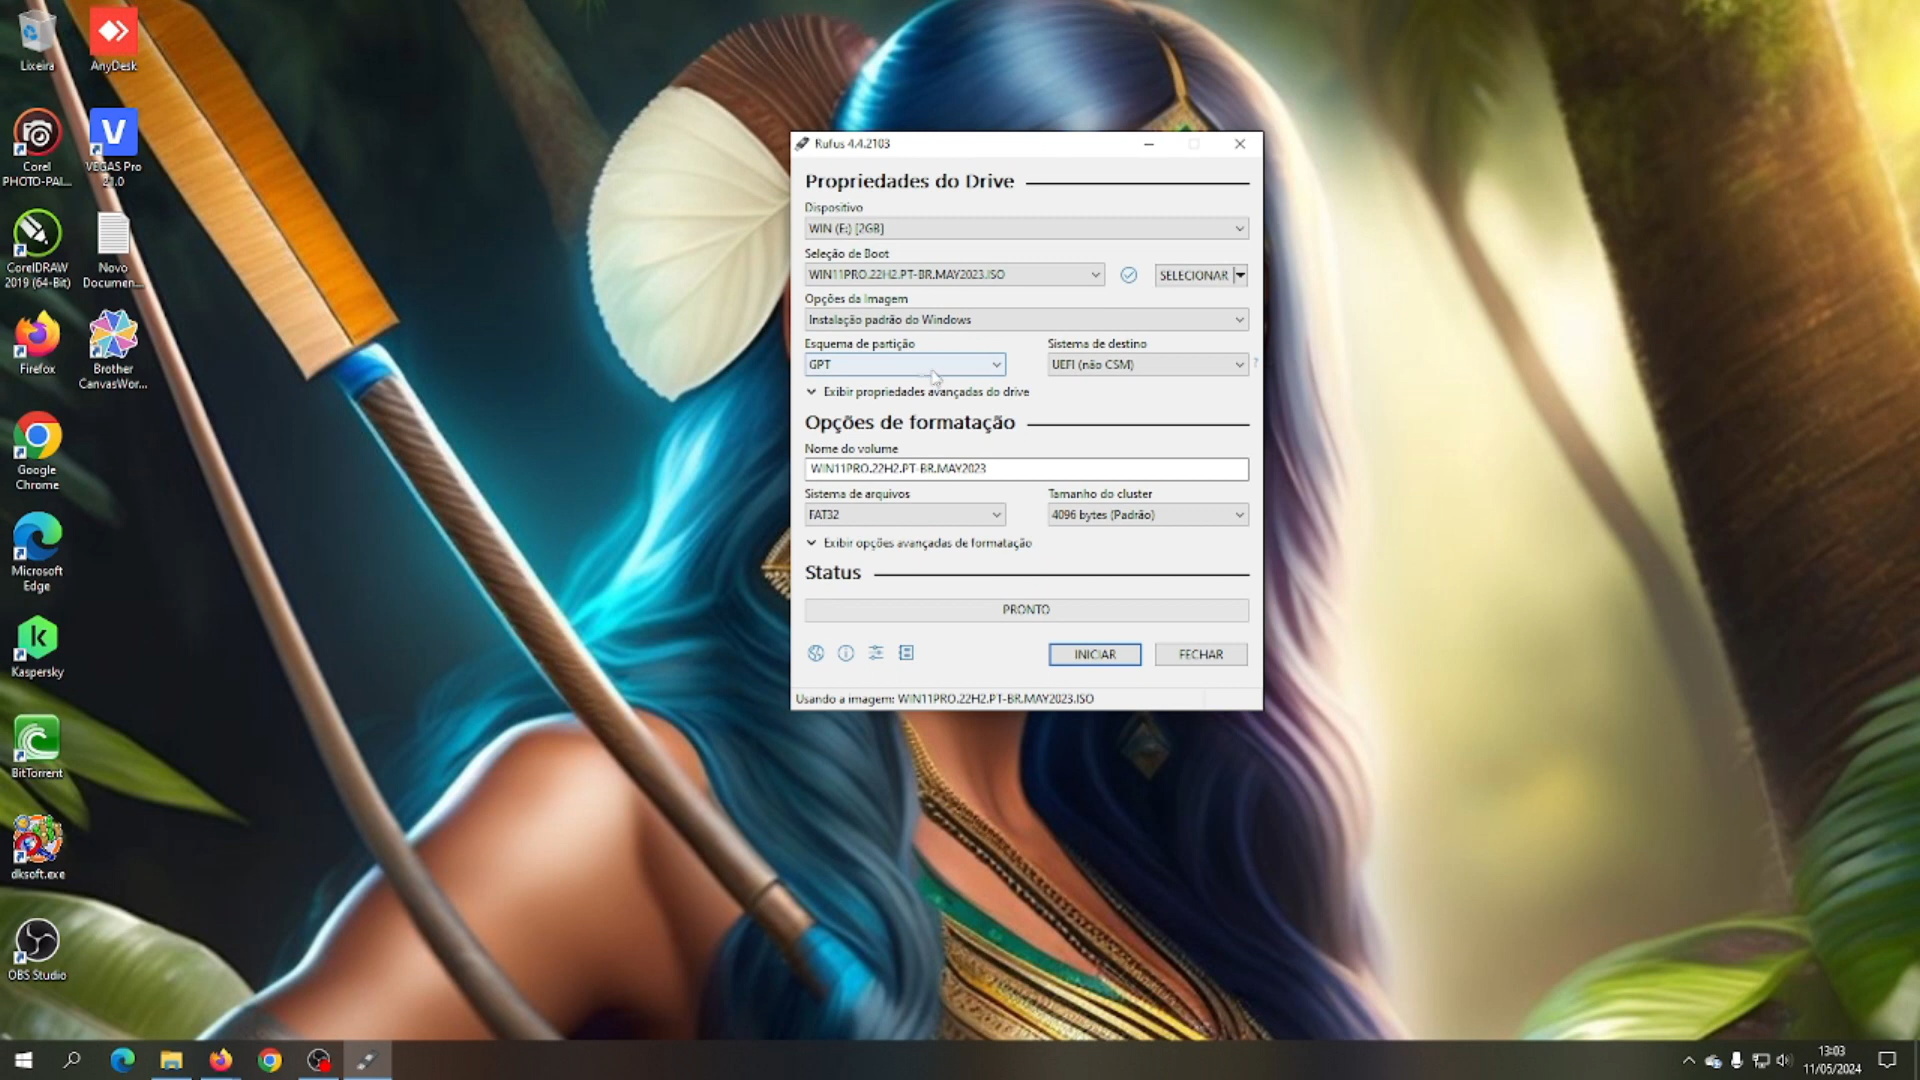 Lixeira
AnyDesk
Corel
PHOTO-PAI...
VEGAS Pro
21.0
CorelDRAW
2019 (64-Bit)
Novo
Documen...
Firefox
Brother
CanvasWor...
Google
Chrome
Microsoft
Edge
Kaspersky
BitTorrent
dksoft.exe
OBS Studio
Rufus 4.4.2103
Propriedades do Drive
Dispositivo
WIN (E:) [2GB]
Seleção de Boot
WIN11PRO.22H2.PT-BR.MAY2023.ISO
SELECIONAR
Opções da Imagem
Instalação padrão do Windows
Esquema de partição
Sistema de destino
GPT
UEFI (não CSM)
?
Exibir propriedades avançadas do drive
Opções de formatação
Nome do volume
WIN11PRO.22H2.PT-BR.MAY2023
Sistema de arquivos
Tamanho do cluster
FAT32
4096 bytes (Padrão)
Exibir opções avançadas de formatação
Status
PRONTO
INICIAR
FECHAR
Usando a imagem: WIN11PRO.22H2.PT-BR.MAY2023.ISO
13:03
11/05/2024